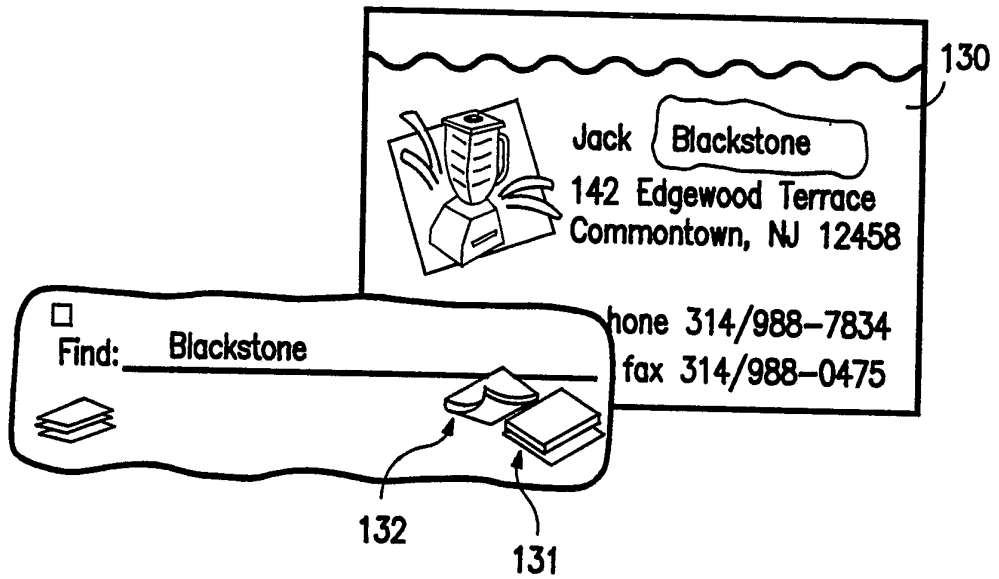 130
Jack Blackstone
142 Edgewood Terrace
Commontown, NJ 12458
hone 314/988-7834
fax 314/988-0475
Find: Blackstone
132
131